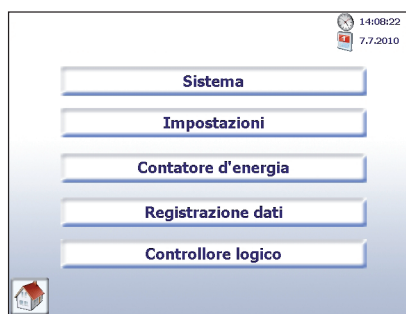 14:08:22
7.7.2010
Sistema
Impostazioni
Contatore d'energia
Registrazione dati
Controllore logico